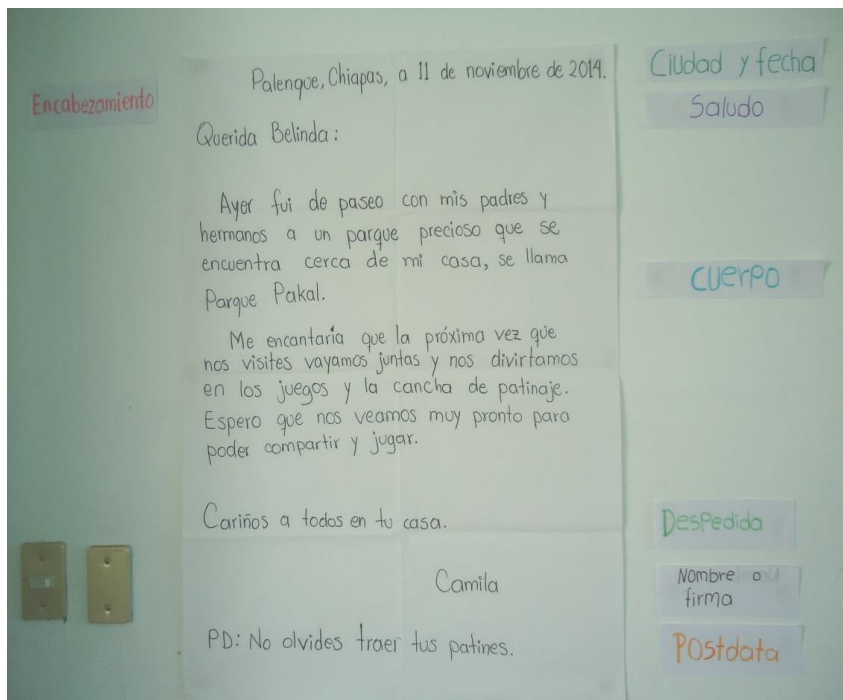 Encabezamiento
Palenque, Chiapas, a 11 de noviembre de 2014.
Ciudad y fecha
Saludo
Querida Belinda:
Ayer fui de paseo con mis padres y
hermanos a un parque precioso que se
encuentra cerca de mi casa, se llama
Parque Pakal.
Cuerpo
Me encantaría que la próxima vez que
nos visites vayamos juntas y nos divirtamos
en los juegos y la cancha de patinaje.
Espero que nos veamos muy pronto para
poder compartir y jugar.
Cariños a todos en tu casa.
Despedida
Camila
Nombre o
firma
PD: No olvides traer tus patines.
Postdata